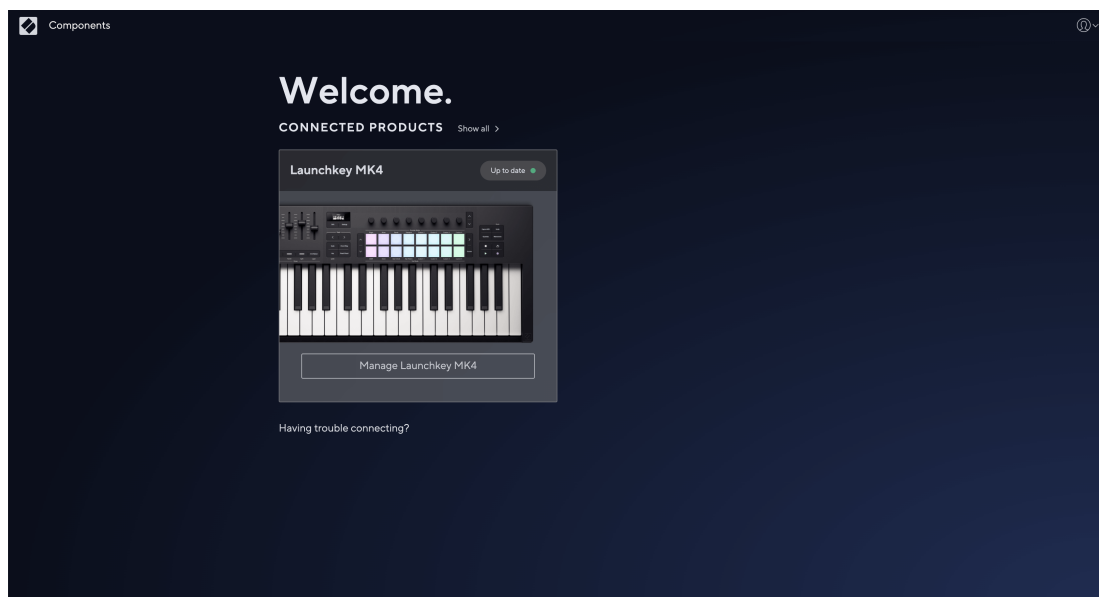 Components
Welcome.
CONNECTED PRODUCTS Show all >
Launchkey MK4 Up to date
Manage Launchkey MK4
Having trouble connecting?